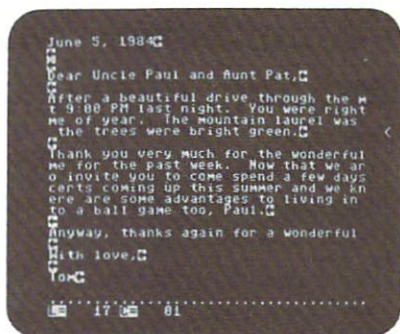 June 5, 1984
Dear Uncle Paul and Aunt Pat,
After a beautiful drive through the m
t 9:00 PM last night. You were right
me of year. The mountain laurel was
the trees were bright green.
Thank you very much for the wonderful
me for the past week. Now that we ar
o invite you to come spend a few days
certs coming up this summer and we kn
ere are some advantages to living in
to a ball game too, Paul.
Anyway, thanks again for a wonderful
With love,
Tom
17 81